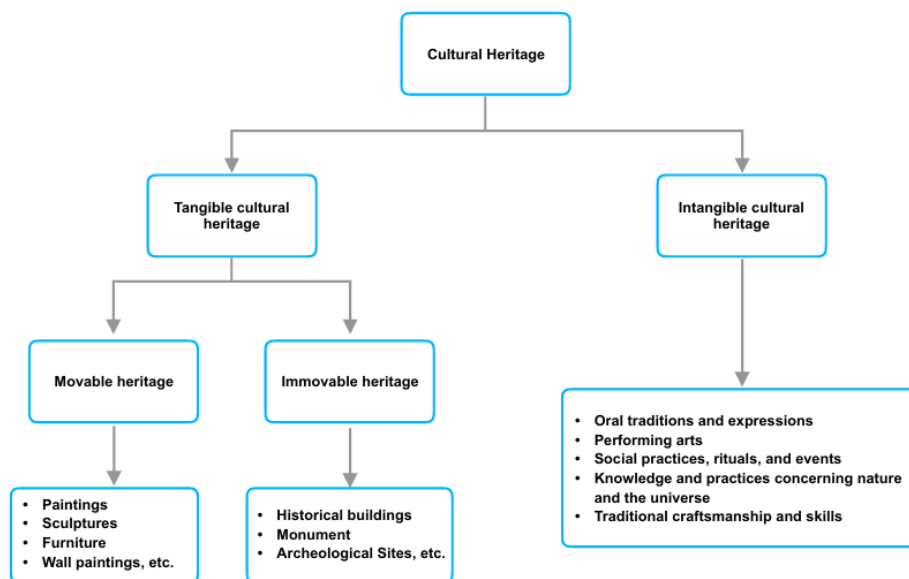 Cultural Heritage
Tangible cultural
heritage
Intangible cultural
heritage
Movable heritage
Immovable heritage
• Paintings
• Sculptures
• Furniture
• Wall paintings, etc.
• Historical buildings
• Monument
• Archeological Sites, etc.
• Oral traditions and expressions
• Performing arts
• Social practices, rituals, and events
• Knowledge and practices concerning nature
and the universe
• Traditional craftsmanship and skills